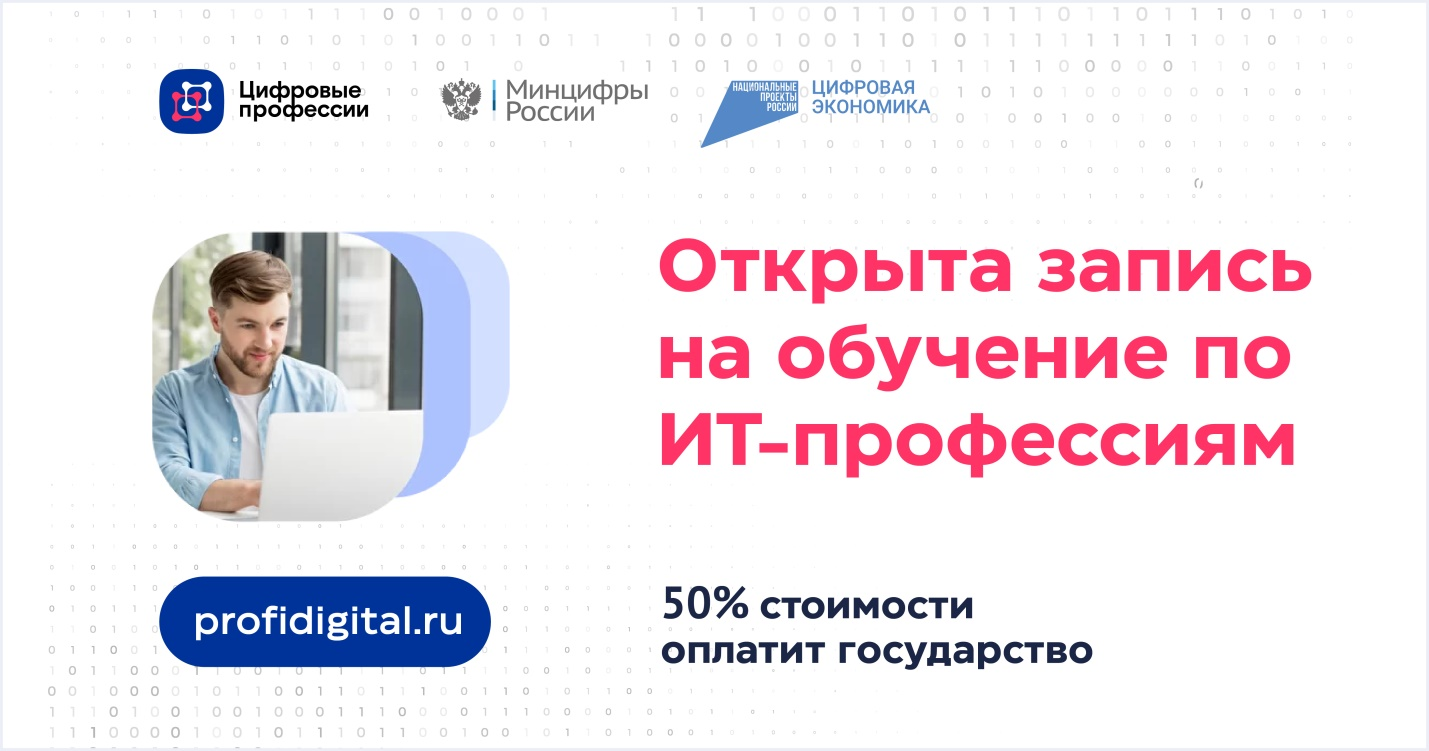 Цифровые
профессии
Минцифры
России
НАЦИОНАЛЬНЫЕ
ПРОЕКТЫ
РОССИИ
ЦИФРОВАЯ
ЭКОНОМИКА
Открыта запись
на обучение по
ИТ-профессиям
profidigital.ru
50% стоимости
оплатит государство